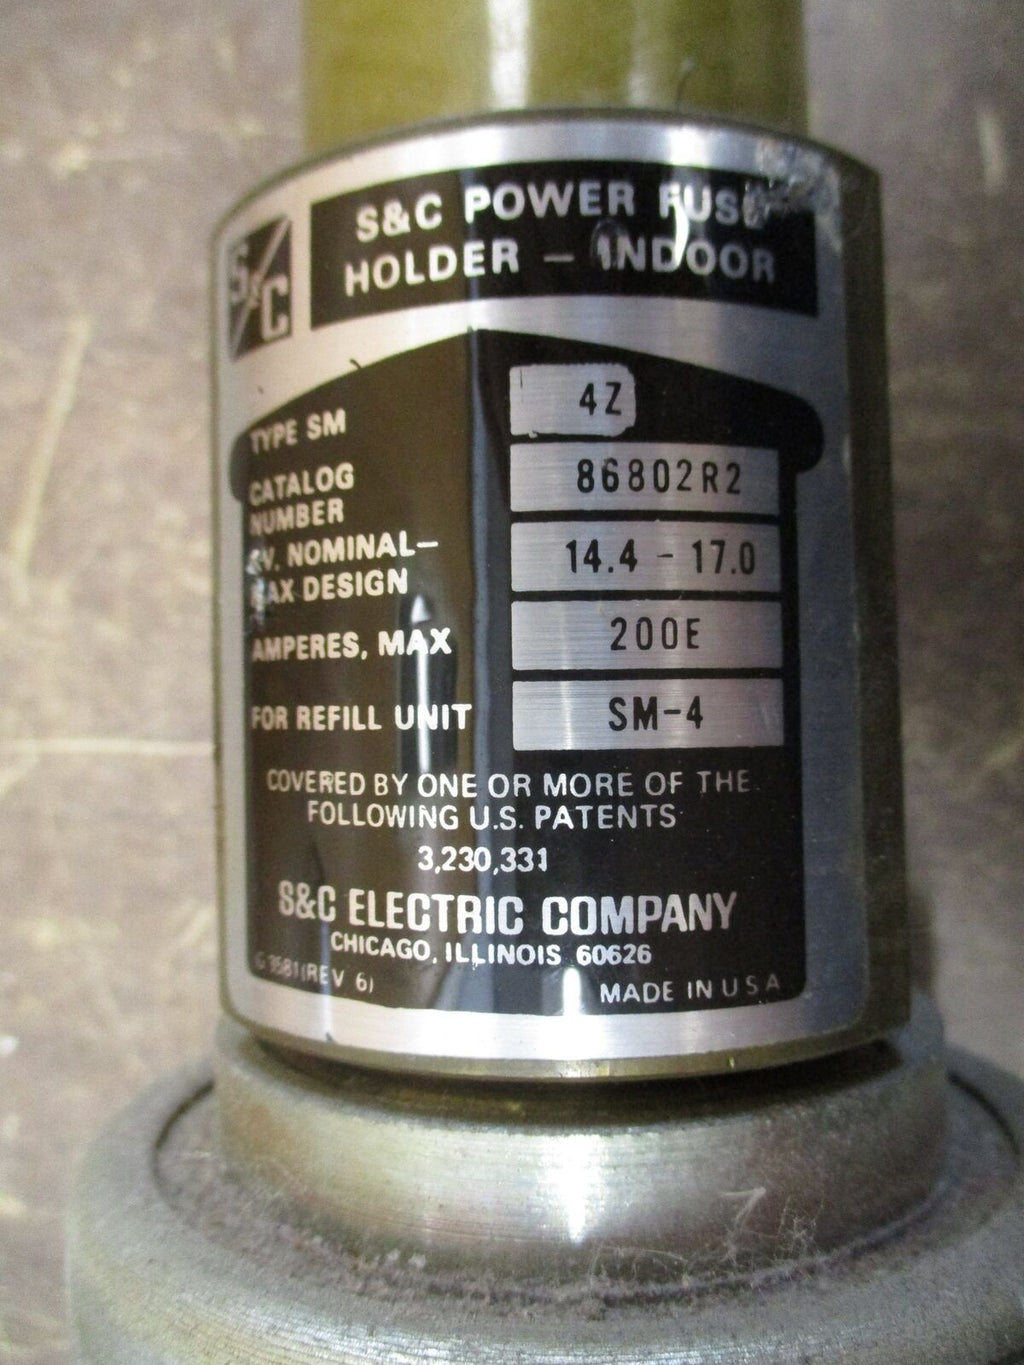 S&C
S&C POWER FUSE
HOLDER – INDOOR
TYPE SM 4Z
CATALOG
NUMBER 86802R2
KV. NOMINAL–
MAX DESIGN 14.4 - 17.0
AMPERES, MAX 200E
FOR REFILL UNIT SM-4
COVERED BY ONE OR MORE OF THE
FOLLOWING U.S. PATENTS
3,230,331
S&C ELECTRIC COMPANY
CHICAGO, ILLINOIS 60626
(REV 6)
MADE IN U S A